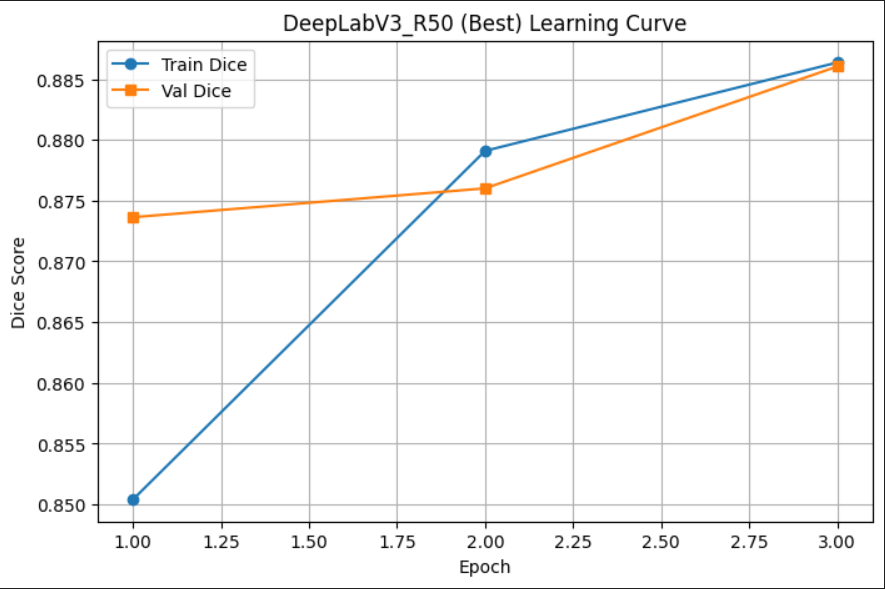 DeepLabV3_R50 (Best) Learning Curve
Train Dice
Val Dice
0.885
0.880
0.875
0.870
0.865
0.860
0.855
0.850
Dice Score
1.00 1.25 1.50 1.75 2.00 2.25 2.50 2.75 3.00
Epoch